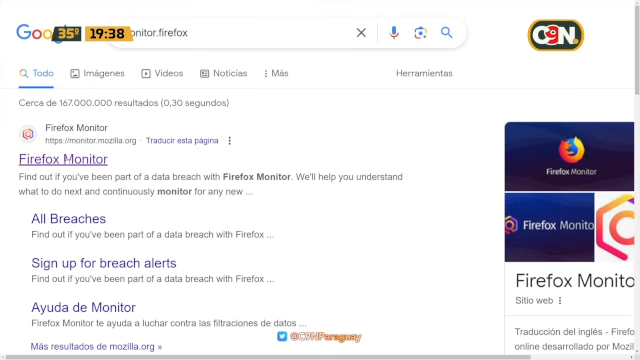 Goo
35º
19:38
onitor.firefox
C9N.
Todo
Imágenes
Videos
Noticias
Más
Herramientas
Cerca de 167.000.000 resultados (0,30 segundos)
Firefox Monitor
https://monitor.mozilla.org · Traducir esta página
Firefox Monitor
Find out if you've been part of a data breach with Firefox Monitor. We'll help you understand
what to do next and continuously monitor for any new ...
All Breaches
Find out if you've been part of a data breach with Firefox ...
Sign up for breach alerts
Find out if you've been part of a data breach with Firefox ...
Ayuda de Monitor
Firefox Monitor te ayuda a luchar contra las filtraciones de datos ...
Más resultados de mozilla.org »
Firefox Monitor
Firefox Monito
Firefox Monito
Sitio web
Traducción del inglés - Firefo
online desarrollado por Mozil
@C9NParaguay